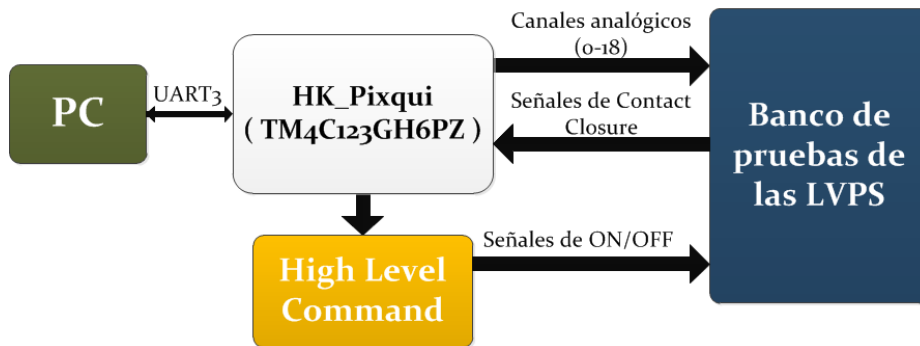 PC
UART3
HK_Pixqui
( TM4C123GH6PZ )
Canales analógicos
(0-18)
Señales de Contact
Closure
Banco de
pruebas de
las LVPS
High Level
Command
Señales de ON/OFF